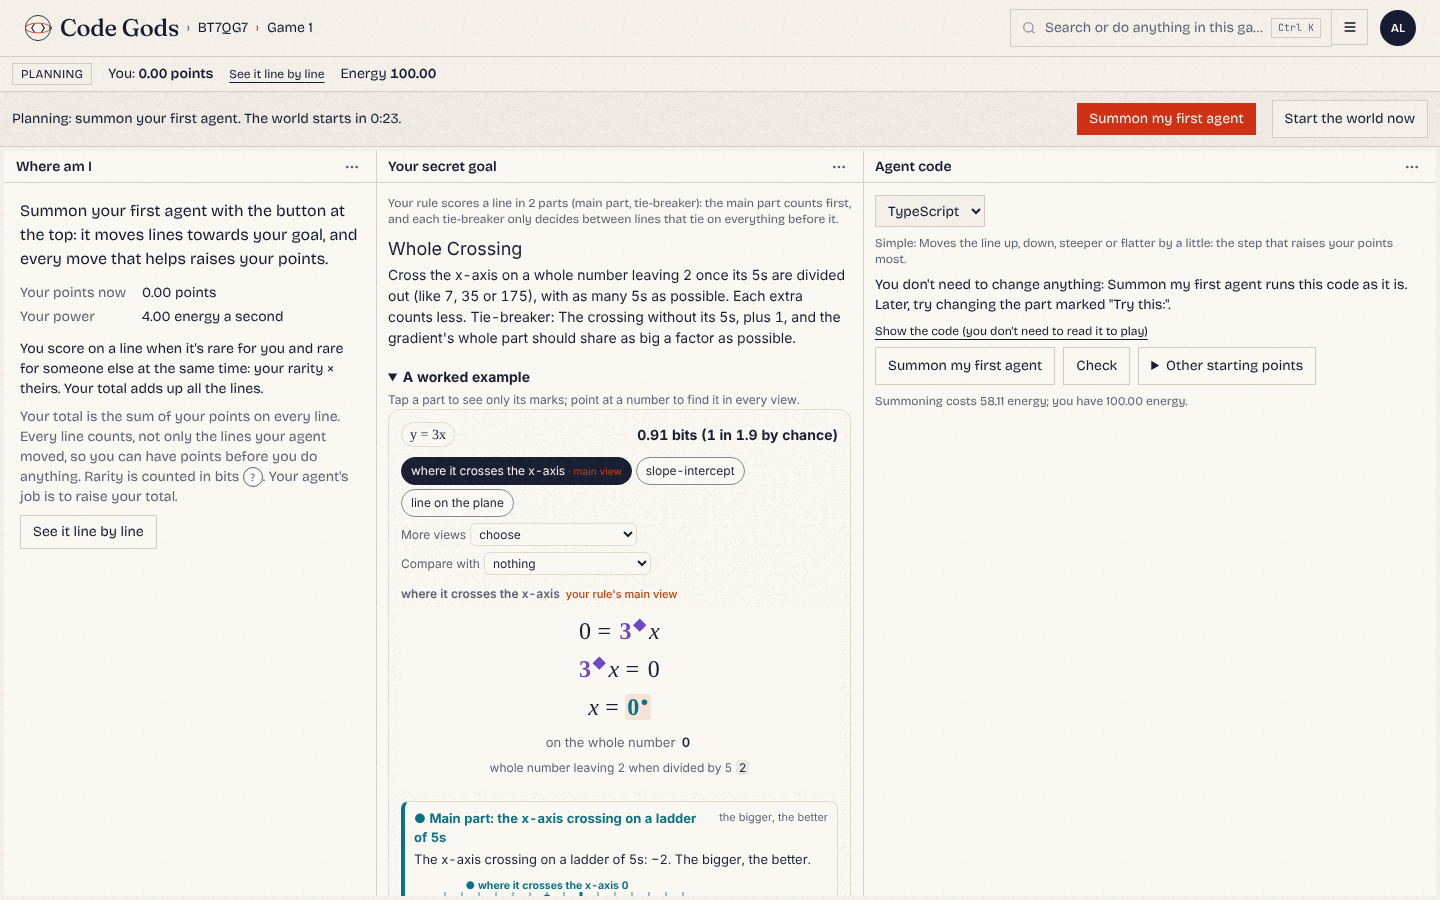 Code Gods › BT7QG7 › Game 1
Search or do anything in this ga... Ctrl K ≡ AL
PLANNING You: 0.00 points See it line by line Energy 100.00
Planning: summon your first agent. The world starts in 0:23.
Summon my first agent
Start the world now
Where am I ...
Summon your first agent with the button at
the top: it moves lines towards your goal, and
every move that helps raises your points.
Your points now 0.00 points
Your power 4.00 energy a second
You score on a line when it's rare for you and rare
for someone else at the same time: your rarity ×
theirs. Your total adds up all the lines.
Your total is the sum of your points on every line.
Every line counts, not only the lines your agent
moved, so you can have points before you do
anything. Rarity is counted in bits ?. Your agent's
job is to raise your total.
See it line by line
Your secret goal ...
Your rule scores a line in 2 parts (main part, tie-breaker): the main part counts first,
and each tie-breaker only decides between lines that tie on everything before it.
Whole Crossing
Cross the x-axis on a whole number leaving 2 once its 5s are divided
out (like 7, 35 or 175), with as many 5s as possible. Each extra
counts less. Tie-breaker: The crossing without its 5s, plus 1, and the
gradient's whole part should share as big a factor as possible.
▼ A worked example
Tap a part to see only its marks; point at a number to find it in every view.
y = 3x 0.91 bits (1 in 1.9 by chance)
where it crosses the x-axis · main view slope-intercept
line on the plane
More views choose
Compare with nothing
where it crosses the x-axis your rule's main view
0 = 3◆x
3◆x = 0
x = 0●
on the whole number 0
whole number leaving 2 when divided by 5 2
● Main part: the x-axis crossing on a ladder
of 5s
the bigger, the better
The x-axis crossing on a ladder of 5s: −2. The bigger, the better.
● where it crosses the x-axis 0
Agent code ...
TypeScript
Simple: Moves the line up, down, steeper or flatter by a little: the step that raises your points
most.
You don't need to change anything: Summon my first agent runs this code as it is.
Later, try changing the part marked "Try this:".
Show the code (you don't need to read it to play)
Summon my first agent Check ▶ Other starting points
Summoning costs 58.11 energy; you have 100.00 energy.